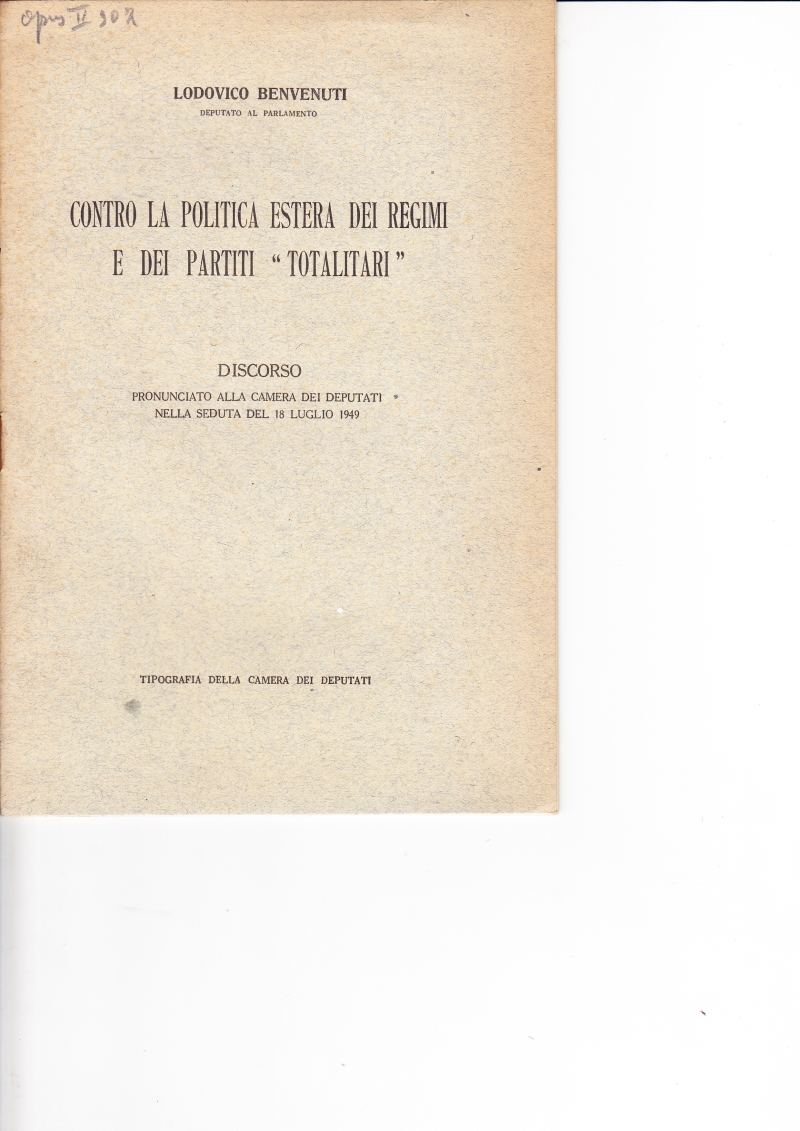 opus II 307
LODOVICO BENVENUTI
DEPUTATO AL PARLAMENTO
CONTRO LA POLITICA ESTERA DEI REGIMI
E DEI PARTITI “ TOTALITARI ”
DISCORSO
PRONUNCIATO ALLA CAMERA DEI DEPUTATI
NELLA SEDUTA DEL 18 LUGLIO 1949
TIPOGRAFIA DELLA CAMERA DEI DEPUTATI